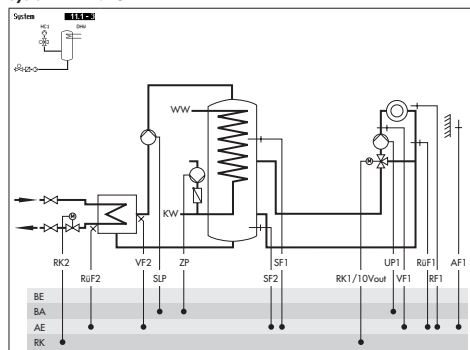 System 11.1 - 3
HC1 DHW
WW
KW
M
M
RK2 VF2 ZP SF1 UP1 RüF1 AF1
RüF2 SLP SF2 RK1/10Vout VF1 RF1
BE
BA
AE
RK